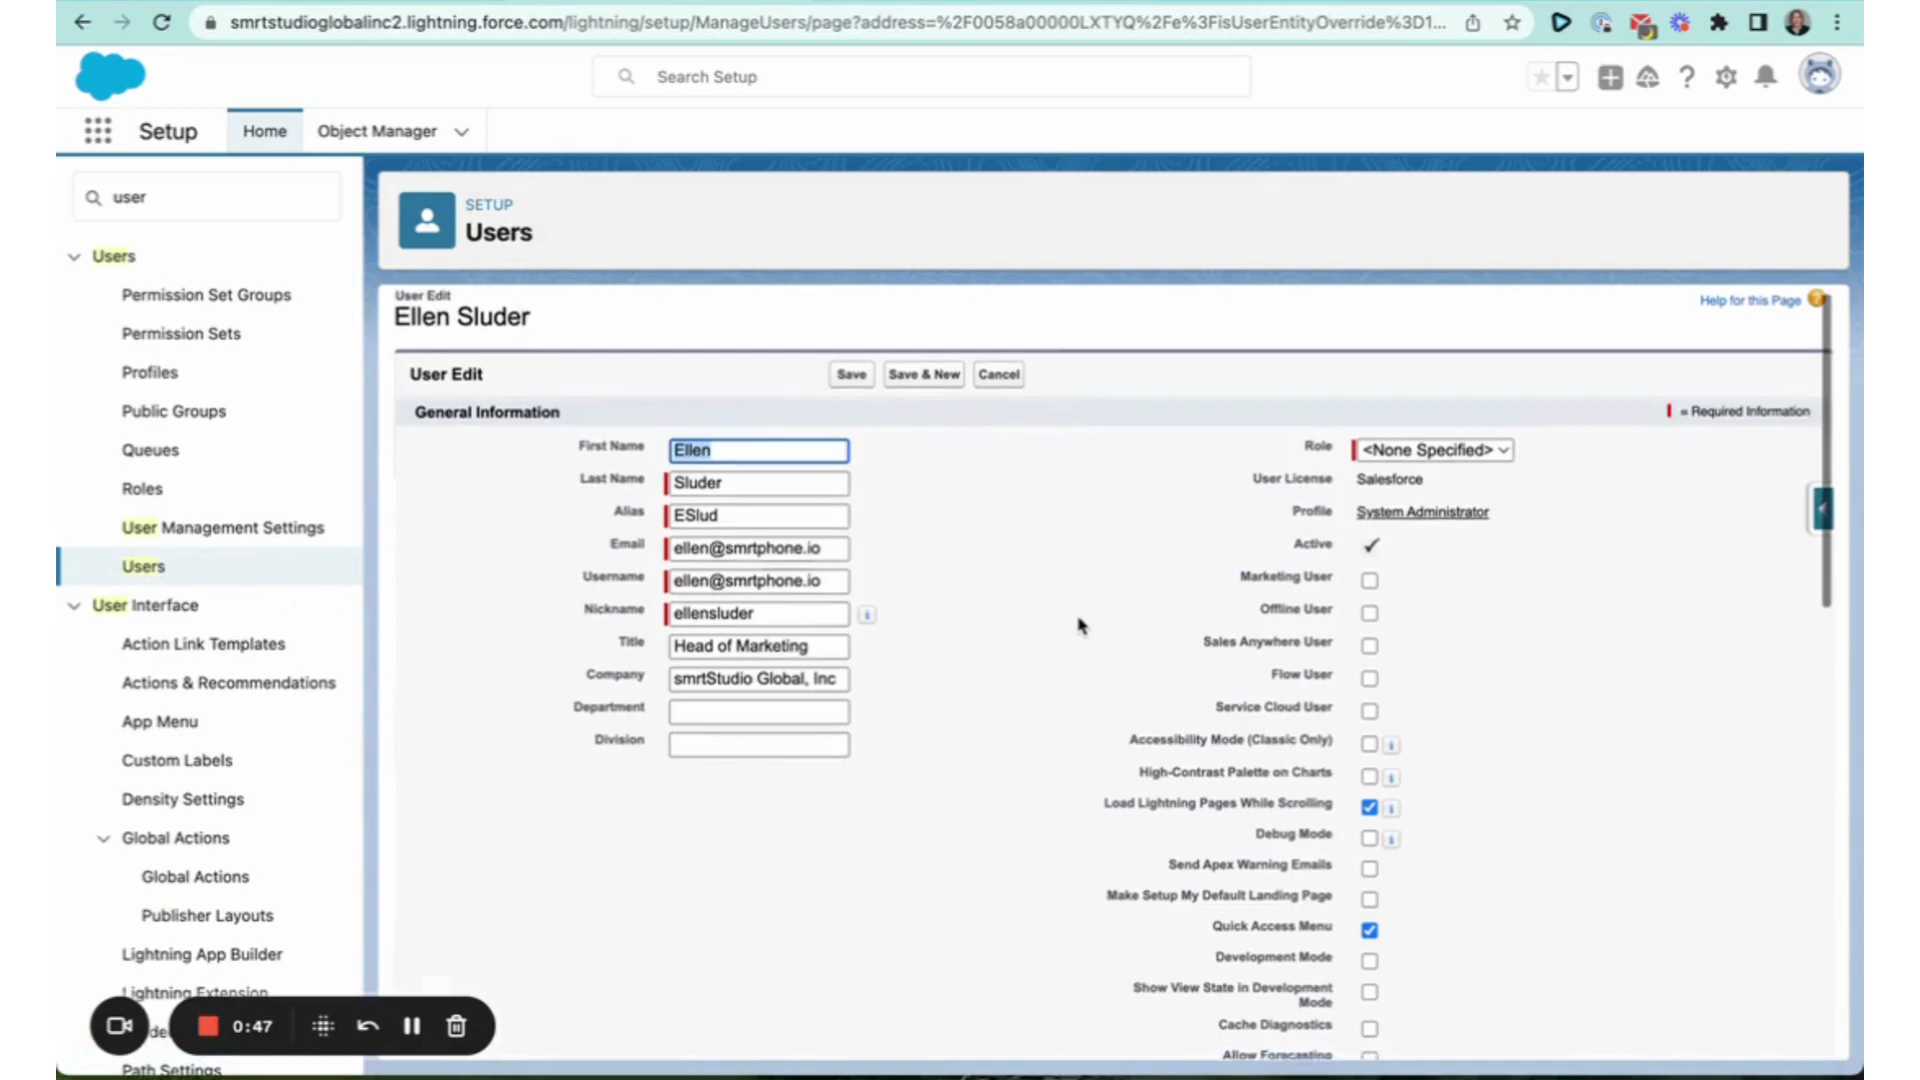 smrtstudioglobalinc2.lightning.force.com/lightning/setup/ManageUsers/page?address=%2F0058a00000LXTYQ%2Fe%3FisUserEntityOverride%3D1...
Search Setup
Setup
Home
Object Manager
user
SETUP
Users
Users
Permission Set Groups
Permission Sets
Profiles
Public Groups
Queues
Roles
User Management Settings
Users
User Interface
Action Link Templates
Actions & Recommendations
App Menu
Custom Labels
Density Settings
Global Actions
Global Actions
Publisher Layouts
Lightning App Builder
Lightning Extension
Path Settings
0:47
User Edit
Ellen Sluder
Help for this Page
User Edit
Save
Save & New
Cancel
General Information
= Required Information
First Name Ellen
Last Name Sluder
Alias ESlud
Email ellen@smrtphone.io
Username ellen@smrtphone.io
Nickname ellensluder
Title Head of Marketing
Company smrtStudio Global, Inc
Department
Division
Role <None Specified>
User License Salesforce
Profile System Administrator
Active
Marketing User
Offline User
Sales Anywhere User
Flow User
Service Cloud User
Accessibility Mode (Classic Only)
High-Contrast Palette on Charts
Load Lightning Pages While Scrolling
Debug Mode
Send Apex Warning Emails
Make Setup My Default Landing Page
Quick Access Menu
Development Mode
Show View State in Development
Mode
Cache Diagnostics
Allow Forecasting